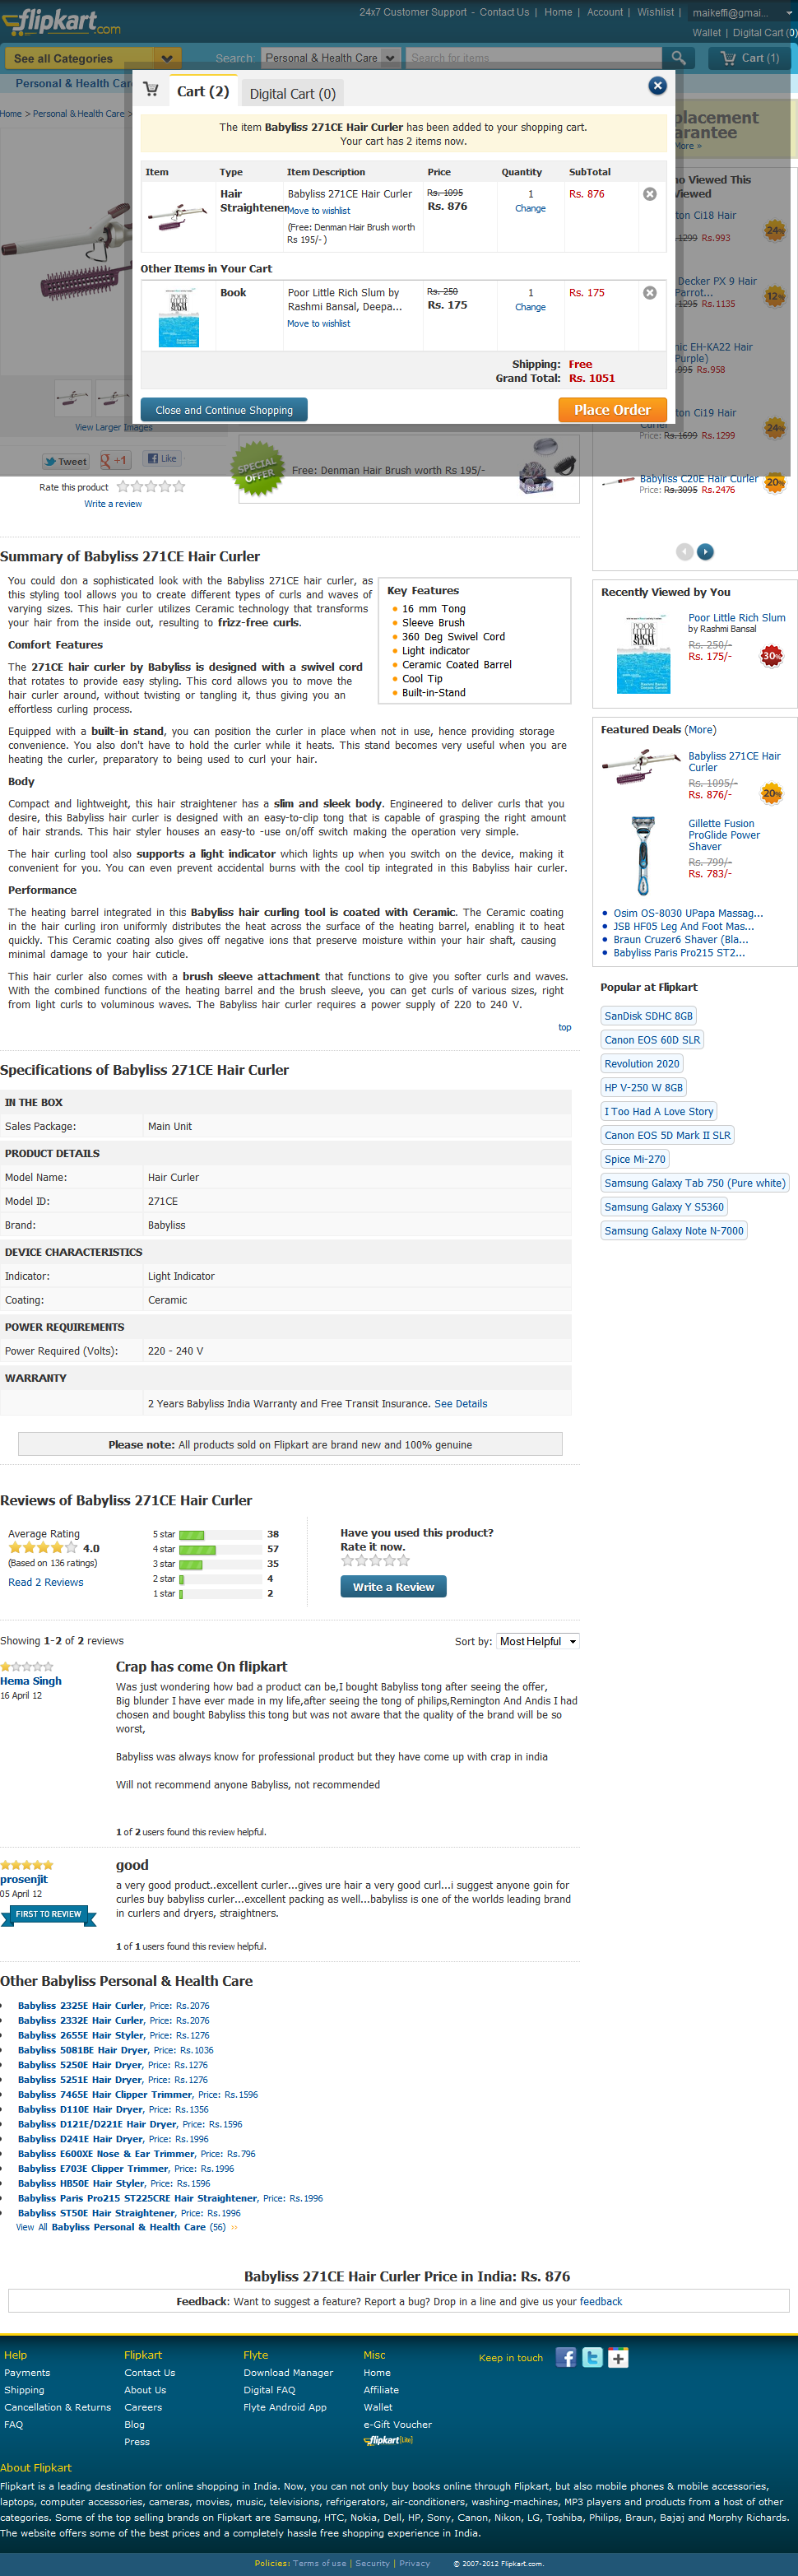 flipkart.com
24x7 Customer Support - Contact Us | Home | Account | Wishlist | maikeffi@gmai...
Wallet | Digital Cart (0)
See all Categories
Search: Personal & Health Care Search for items
Cart (1)
Personal & Health Car
Home > Personal & Health Care >
Cart (2) Digital Cart (0)
The item Babyliss 271CE Hair Curler has been added to your shopping cart.
Your cart has 2 items now.
Item Type Item Description Price Quantity SubTotal
Hair Straightener
Babyliss 271CE Hair Curler
Move to wishlist
(Free: Denman Hair Brush worth
Rs 195/- )
Rs. 1095
Rs. 876
1
Change
Rs. 876
Other Items in Your Cart
POOR LITTLE RICH SLUM
Book
Poor Little Rich Slum by
Rashmi Bansal, Deepa...
Move to wishlist
Rs. 250
Rs. 175
1
Change
Rs. 175
Shipping: Free
Grand Total: Rs. 1051
Close and Continue Shopping
Place Order
placement
arantee
More »
o Viewed This
Viewed
ton Ci18 Hair
1299 Rs.993
24%
Decker PX 9 Hair
Parrot...
1295 Rs.1135
12%
nic EH-KA22 Hair
Purple)
995 Rs.958
ton Ci19 Hair
Curler
Price: Rs.1699 Rs.1299
24%
Babyliss C20E Hair Curler
Price: Rs.3095 Rs.2476
20%
View Larger Images
Tweet
+1
Like
Rate this product
Write a review
SPECIAL OFFER
Free: Denman Hair Brush worth Rs 195/-
Summary of Babyliss 271CE Hair Curler
You could don a sophisticated look with the Babyliss 271CE hair curler, as
this styling tool allows you to create different types of curls and waves of
varying sizes. This hair curler utilizes Ceramic technology that transforms
your hair from the inside out, resulting to frizz-free curls.
Key Features
16 mm Tong
Sleeve Brush
360 Deg Swivel Cord
Light indicator
Ceramic Coated Barrel
Cool Tip
Built-in-Stand
Comfort Features
The 271CE hair curler by Babyliss is designed with a swivel cord
that rotates to provide easy styling. This cord allows you to move the
hair curler around, without twisting or tangling it, thus giving you an
effortless curling process.
Equipped with a built-in stand, you can position the curler in place when not in use, hence providing storage
convenience. You also don't have to hold the curler while it heats. This stand becomes very useful when you are
heating the curler, preparatory to being used to curl your hair.
Body
Compact and lightweight, this hair straightener has a slim and sleek body. Engineered to deliver curls that you
desire, this Babyliss hair curler is designed with an easy-to-clip tong that is capable of grasping the right amount
of hair strands. This hair styler houses an easy-to -use on/off switch making the operation very simple.
The hair curling tool also supports a light indicator which lights up when you switch on the device, making it
convenient for you. You can even prevent accidental burns with the cool tip integrated in this Babyliss hair curler.
Performance
The heating barrel integrated in this Babyliss hair curling tool is coated with Ceramic. The Ceramic coating
in the hair curling iron uniformly distributes the heat across the surface of the heating barrel, enabling it to heat
quickly. This Ceramic coating also gives off negative ions that preserve moisture within your hair shaft, causing
minimal damage to your hair cuticle.
This hair curler also comes with a brush sleeve attachment that functions to give you softer curls and waves.
With the combined functions of the heating barrel and the brush sleeve, you can get curls of various sizes, right
from light curls to voluminous waves. The Babyliss hair curler requires a power supply of 220 to 240 V.
top
Recently Viewed by You
POOR LITTLE RICH SLUM
Poor Little Rich Slum
by Rashmi Bansal
Rs. 250/-
Rs. 175/-
30%
Featured Deals (More)
Babyliss 271CE Hair
Curler
Rs. 1095/-
Rs. 876/-
20%
Gillette Fusion
ProGlide Power
Shaver
Rs. 799/-
Rs. 783/-
Osim OS-8030 UPapa Massag...
JSB HF05 Leg And Foot Mas...
Braun Cruzer6 Shaver (Bla...
Babyliss Paris Pro215 ST2...
Popular at Flipkart
SanDisk SDHC 8GB
Canon EOS 60D SLR
Revolution 2020
HP V-250 W 8GB
I Too Had A Love Story
Canon EOS 5D Mark II SLR
Spice Mi-270
Samsung Galaxy Tab 750 (Pure white)
Samsung Galaxy Y S5360
Samsung Galaxy Note N-7000
Specifications of Babyliss 271CE Hair Curler
IN THE BOX
Sales Package: Main Unit
PRODUCT DETAILS
Model Name: Hair Curler
Model ID: 271CE
Brand: Babyliss
DEVICE CHARACTERISTICS
Indicator: Light Indicator
Coating: Ceramic
POWER REQUIREMENTS
Power Required (Volts): 220 - 240 V
WARRANTY
2 Years Babyliss India Warranty and Free Transit Insurance. See Details
Please note: All products sold on Flipkart are brand new and 100% genuine
Reviews of Babyliss 271CE Hair Curler
Average Rating
4.0
(Based on 136 ratings)
Read 2 Reviews
5 star 38
4 star 57
3 star 35
2 star 4
1 star 2
Have you used this product?
Rate it now.
Write a Review
Showing 1-2 of 2 reviews
Sort by: Most Helpful
Hema Singh
16 April 12
Crap has come On flipkart
Was just wondering how bad a product can be,I bought Babyliss tong after seeing the offer,
Big blunder I have ever made in my life,after seeing the tong of philips,Remington And Andis I had
chosen and bought Babyliss this tong but was not aware that the quality of the brand will be so
worst,
Babyliss was always know for professional product but they have come up with crap in india
Will not recommend anyone Babyliss, not recommended
1 of 2 users found this review helpful.
prosenjit
05 April 12
FIRST TO REVIEW
good
a very good product..excellent curler...gives ure hair a very good curl...i suggest anyone goin for
curles buy babyliss curler...excellent packing as well...babyliss is one of the worlds leading brand
in curlers and dryers, straightners.
1 of 1 users found this review helpful.
Other Babyliss Personal & Health Care
Babyliss 2325E Hair Curler, Price: Rs.2076
Babyliss 2332E Hair Curler, Price: Rs.2076
Babyliss 2655E Hair Styler, Price: Rs.1276
Babyliss 5081BE Hair Dryer, Price: Rs.1036
Babyliss 5250E Hair Dryer, Price: Rs.1276
Babyliss 5251E Hair Dryer, Price: Rs.1276
Babyliss 7465E Hair Clipper Trimmer, Price: Rs.1596
Babyliss D110E Hair Dryer, Price: Rs.1356
Babyliss D121E/D221E Hair Dryer, Price: Rs.1596
Babyliss D241E Hair Dryer, Price: Rs.1996
Babyliss E600XE Nose & Ear Trimmer, Price: Rs.796
Babyliss E703E Clipper Trimmer, Price: Rs.1996
Babyliss HB50E Hair Styler, Price: Rs.1596
Babyliss Paris Pro215 ST225CRE Hair Straightener, Price: Rs.1996
Babyliss ST50E Hair Straightener, Price: Rs.1996
View All Babyliss Personal & Health Care (56) »
Babyliss 271CE Hair Curler Price in India: Rs. 876
Feedback: Want to suggest a feature? Report a bug? Drop in a line and give us your feedback
Help
Payments
Shipping
Cancellation & Returns
FAQ
Flipkart
Contact Us
About Us
Careers
Blog
Press
Flyte
Download Manager
Digital FAQ
Flyte Android App
Misc
Home
Affiliate
Wallet
e-Gift Voucher
flipkart [Lite]
Keep in touch
About Flipkart
Flipkart is a leading destination for online shopping in India. Now, you can not only buy books online through Flipkart, but also mobile phones & mobile accessories,
laptops, computer accessories, cameras, movies, music, televisions, refrigerators, air-conditioners, washing-machines, MP3 players and products from a host of other
categories. Some of the top selling brands on Flipkart are Samsung, HTC, Nokia, Dell, HP, Sony, Canon, Nikon, LG, Toshiba, Philips, Braun, Bajaj and Morphy Richards.
The website offers some of the best prices and a completely hassle free shopping experience in India.
Policies: Terms of use | Security | Privacy © 2007-2012 Flipkart.com.